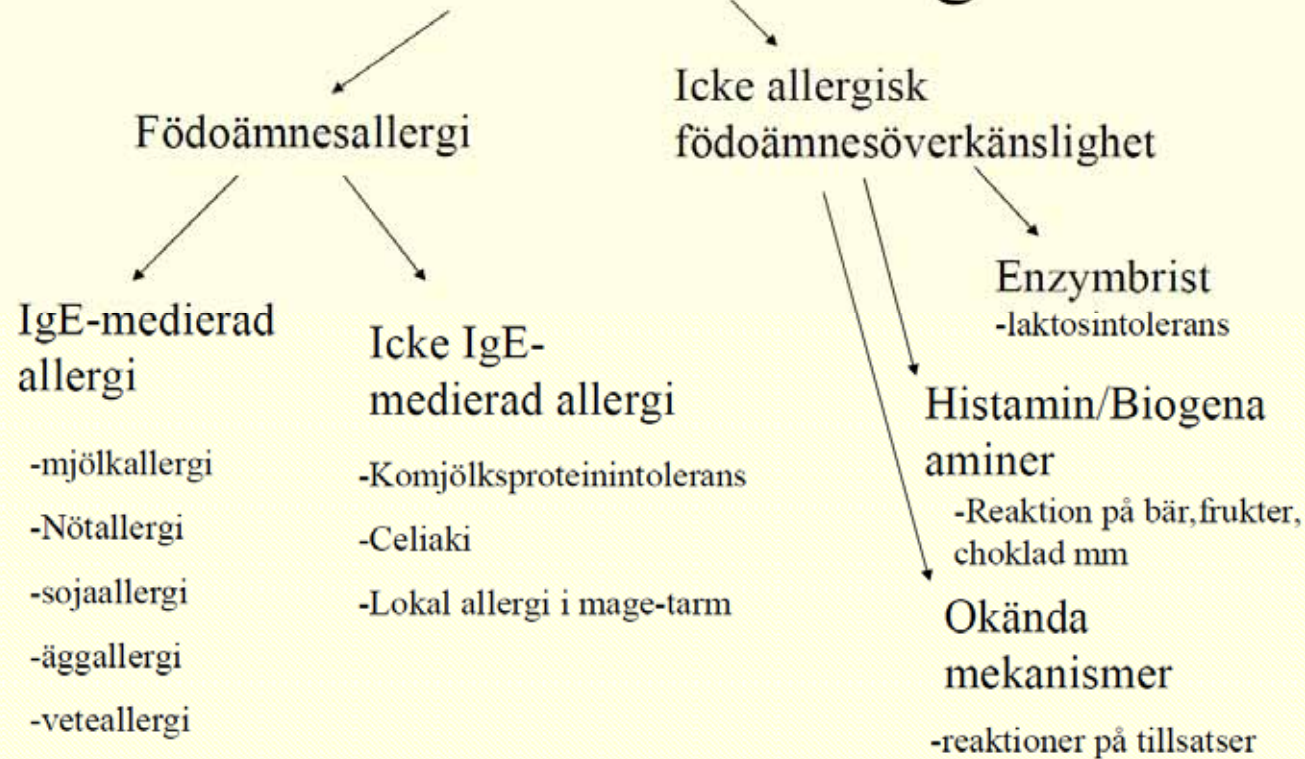 Födoämnesallergi
Icke allergisk
födoämnesöverkänslighet
IgE-medierad
allergi
-mjölkallergi
-Nötallergi
-sojaallergi
-äggallergi
-veteallergi
Icke IgE-
medierad allergi
-Komjölksproteinintolerans
-Celiaki
-Lokal allergi i mage-tarm
Enzymbrist
-laktosintolerans
Histamin/Biogena
aminer
-Reaktion på bär,frukter,
choklad mm
Okända
mekanismer
-reaktioner på tillsatser